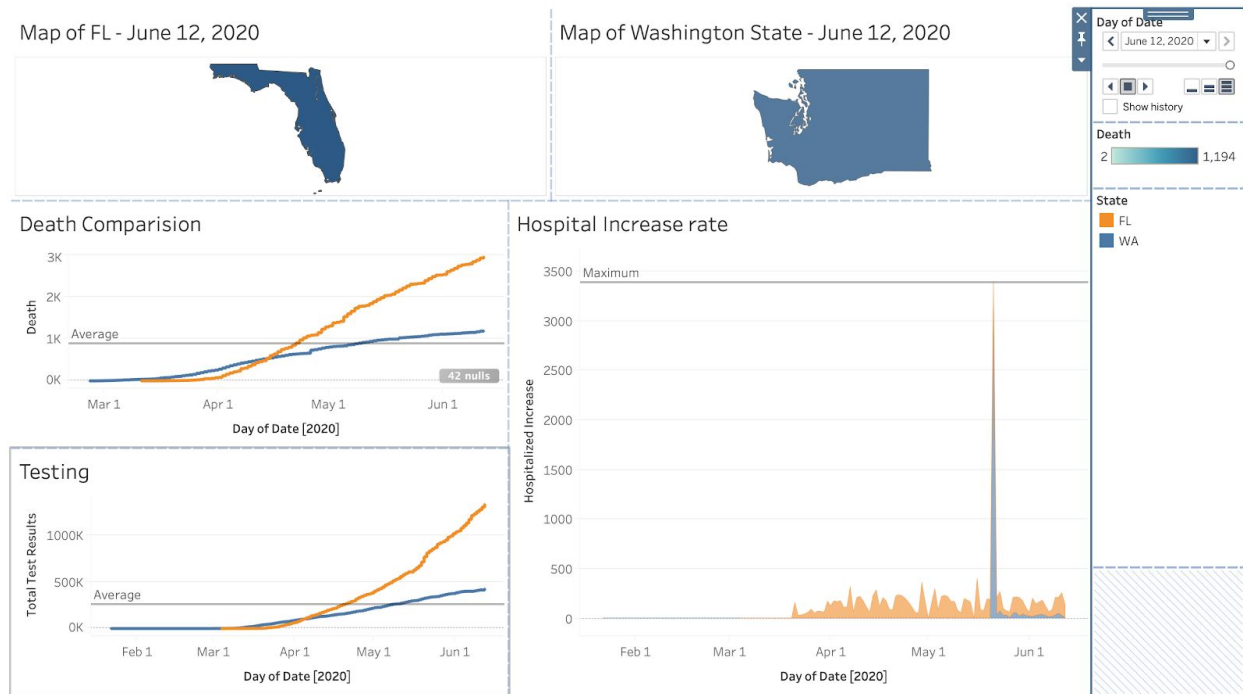 Map of FL - June 12, 2020
Map of Washington State - June 12, 2020
Day of Date
June 12, 2020
Show history
Death
2
1,194
State
FL
WA
Death Comparision
3K
2K
1K
0K
Death
Average
42 nulls
Mar 1
Apr 1
May 1
Jun 1
Day of Date [2020]
Hospital Increase rate
Maximum
3500
3000
2500
2000
1500
1000
500
0
Hospitalized Increase
Feb 1
Mar 1
Apr 1
May 1
Jun 1
Day of Date [2020]
Testing
1000K
500K
0K
Total Test Results
Average
Feb 1
Mar 1
Apr 1
May 1
Jun 1
Day of Date [2020]